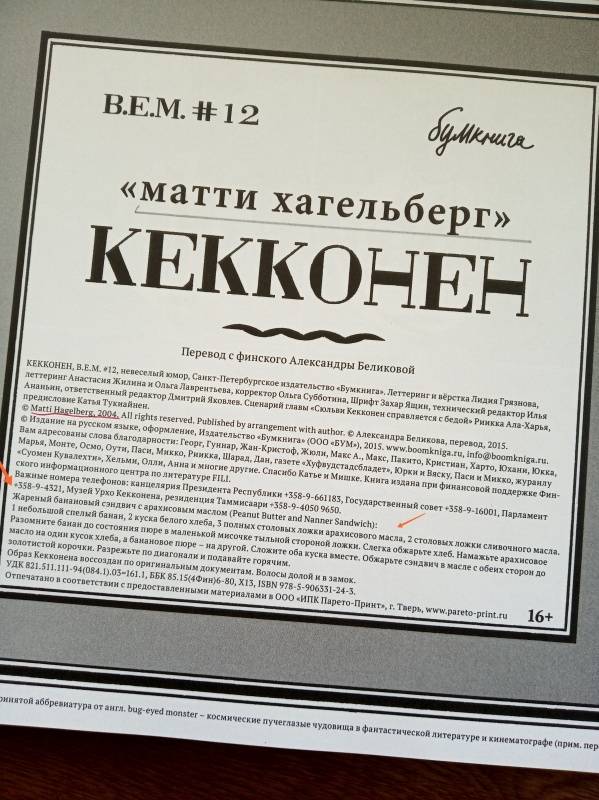 B.E.M. #12
бумкнига
«матти хагельберг»
КЕККОНЕН
Перевод с финского Александры Беликовой
КЕККОНЕН, B.E.M. #12, невеселый юмор, Санкт-Петербургское издательство «Бумкнига». Леттеринг и вёрстка Лидия Грязнова,
леттеринг Анастасия Жилина и Ольга Лаврентьева, корректор Ольга Субботина, Шрифт Захар Ящин, технический редактор Илья
Ананьин, ответственный редактор Дмитрий Яковлев. Сценарий главы «Сюльви Кекконен справляется с бедой» Риикка Ала-Харья,
предисловие Катья Тукиайнен.
© Matti Hagelberg, 2004. All rights reserved. Published by arrangement with author. © Александра Беликова, перевод, 2015.
© Издание на русском языке, оформление, Издательство «Бумкнига» (ООО «БУМ»), 2015. www.boomkniga.ru, info@boomkniga.ru.
Вам адресованы слова благодарности: Георг, Гуннар, Жан-Кристоф, Жюли, Макс А., Макс, Пакито, Кристиан, Харто, Юхани, Юкка,
Марья, Монте, Осмо, Оути, Паси, Микко, Риикка, Шарад, Дан, газете «Хуфвудстадсбладет», Юрки и Вяску, Паси и Микко, журналу
«Суомен Кувалехти», Хельми, Олли, Анна и многие другие. Спасибо Катье и Мишке. Книга издана при финансовой поддержке Фин-
ского информационного центра по литературе FILI.
Важные номера телефонов: канцелярия Президента Республики +358-9-661183, Государственный совет +358-9-16001, Парламент
+358-9-4321, Музей Урхо Кекконена, резиденция Таммисаари +358-9-4050 9650.
Жареный банановый сэндвич с арахисовым маслом (Peanut Butter and Nanner Sandwich):
1 небольшой спелый банан, 2 куска белого хлеба, 3 полных столовых ложки арахисового масла, 2 столовых ложки сливочного масла.
Разомните банан до состояния пюре в маленькой мисочке тыльной стороной ложки. Слегка обжарьте хлеб. Намажьте арахисовое
масло на один кусок хлеба, а банановое пюре – на другой. Сложите оба куска вместе. Обжарьте сэндвич в масле с обеих сторон до
золотистой корочки. Разрежьте по диагонали и подавайте горячим.
Образ Кекконена воссоздан по оригинальным документам. Волосы долой и в замок.
УДК 821.511.111-94(084.1).03=161.1, ББК 85.15(4Фин)6-80, Х13, ISBN 978-5-906331-24-3.
Отпечатано в соответствии с предоставленными материалами в ООО «ИПК Парето-Принт», г. Тверь, www.pareto-print.ru
16+
аббревиатура от англ. bug-eyed monster – космические пучеглазые чудовища в фантастической литературе и кинематографе (прим.